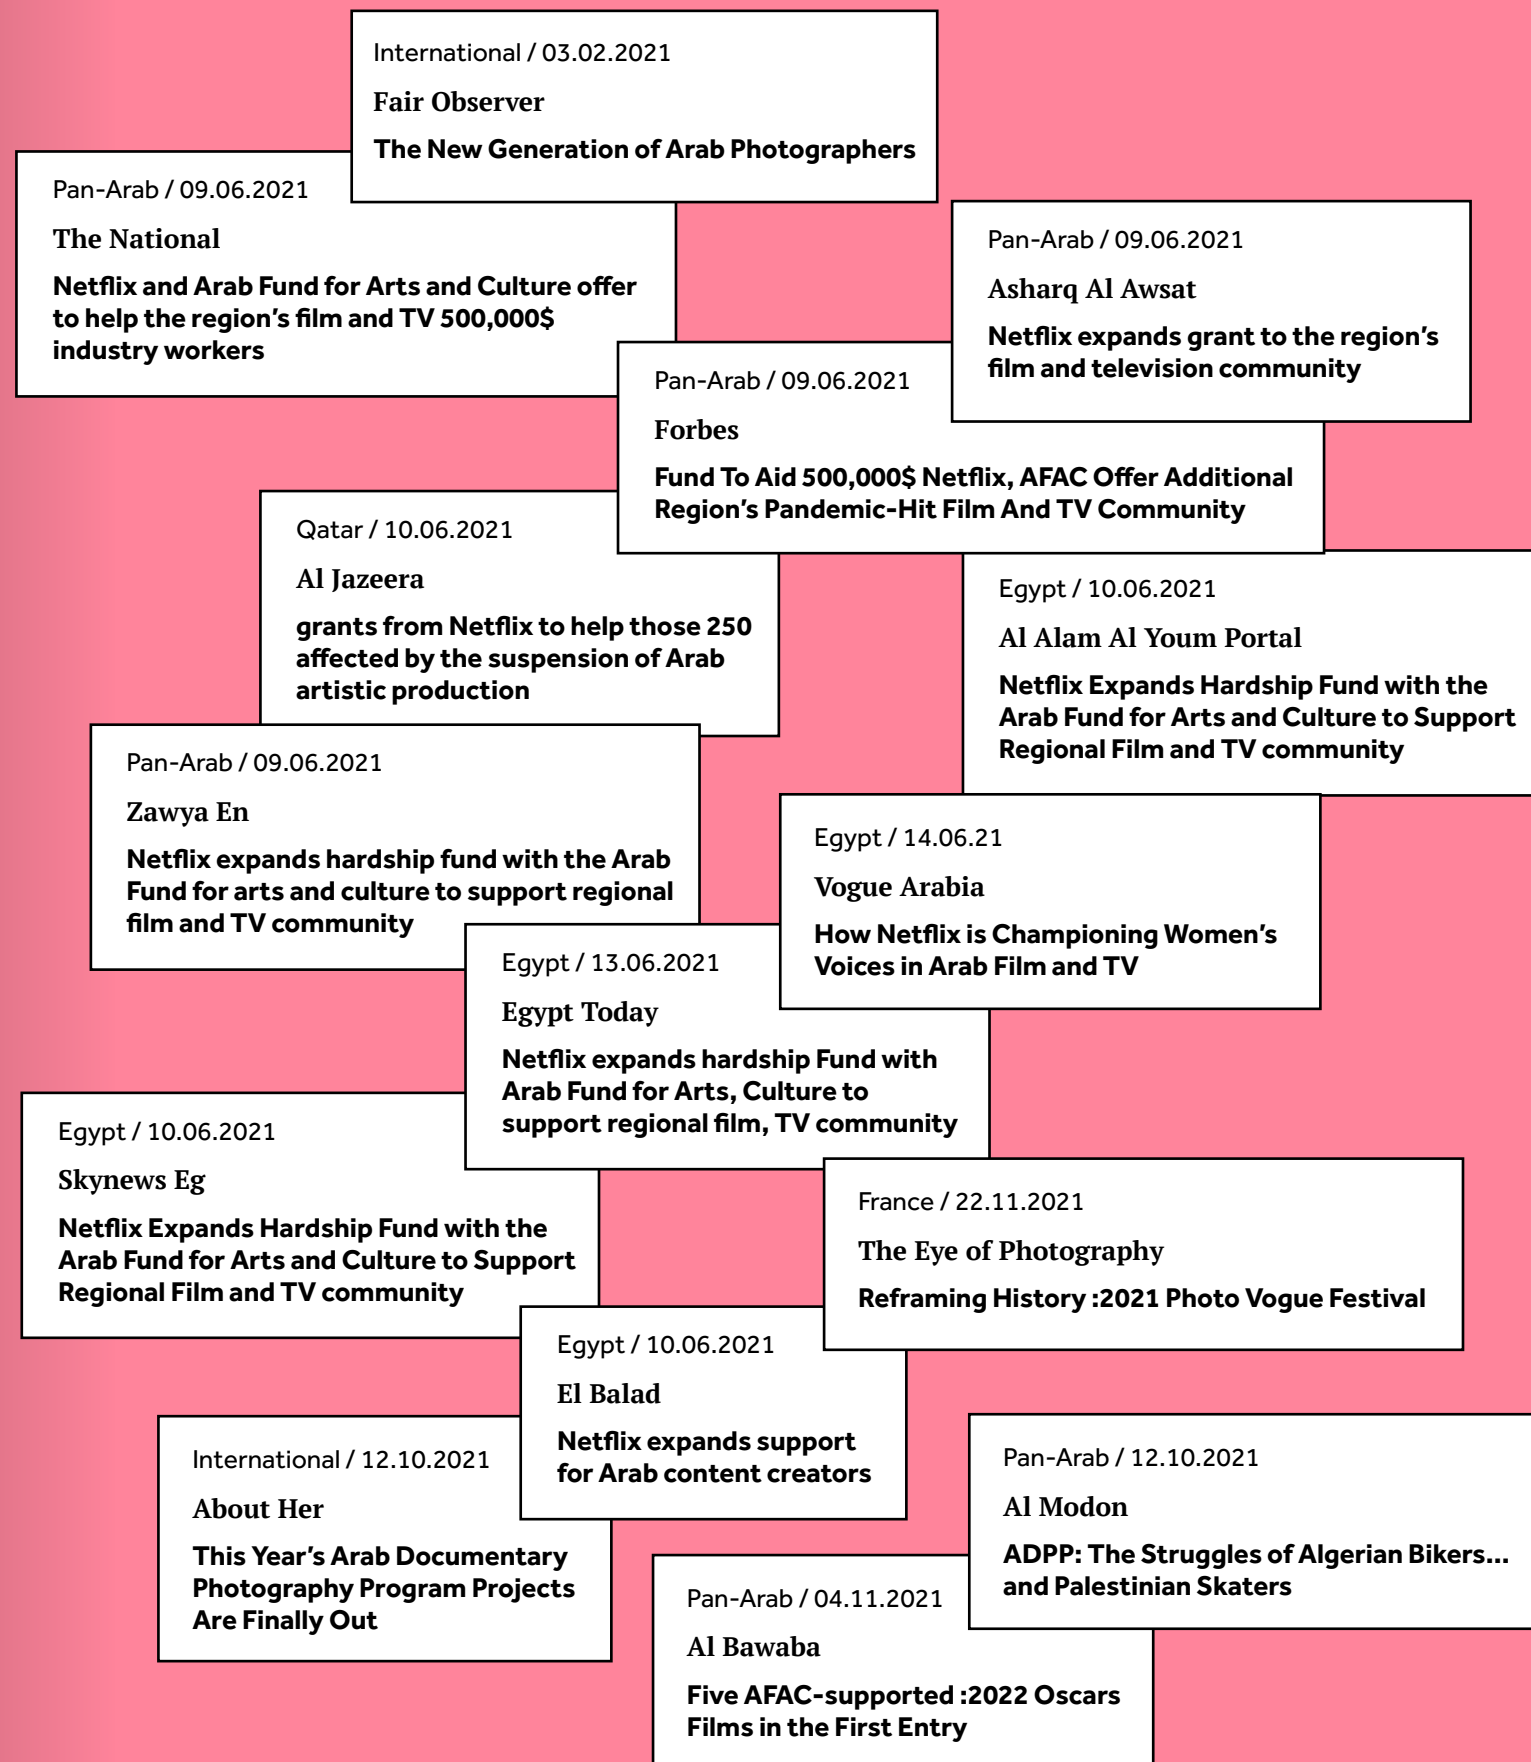 International / 03.02.2021
Fair Observer
The New Generation of Arab Photographers
Pan-Arab / 09.06.2021
The National
Netflix and Arab Fund for Arts and Culture offer
to help the region's film and TV 500,000$
industry workers
Pan-Arab / 09.06.2021
Asharq Al Awsat
Netflix expands grant to the region's
film and television community
Pan-Arab / 09.06.2021
Forbes
Fund To Aid 500,000$ Netflix, AFAC Offer Additional
Region's Pandemic-Hit Film And TV Community
Qatar / 10.06.2021
Al Jazeera
grants from Netflix to help those 250
affected by the suspension of Arab
artistic production
Egypt / 10.06.2021
Al Alam Al Youm Portal
Netflix Expands Hardship Fund with the
Arab Fund for Arts and Culture to Support
Regional Film and TV community
Pan-Arab / 09.06.2021
Zawya En
Netflix expands hardship fund with the Arab
Fund for arts and culture to support regional
film and TV community
Egypt / 14.06.21
Vogue Arabia
How Netflix is Championing Women's
Voices in Arab Film and TV
Egypt / 13.06.2021
Egypt Today
Netflix expands hardship Fund with
Arab Fund for Arts, Culture to
support regional film, TV community
Egypt / 10.06.2021
Skynews Eg
Netflix Expands Hardship Fund with the
Arab Fund for Arts and Culture to Support
Regional Film and TV community
France / 22.11.2021
The Eye of Photography
Reframing History :2021 Photo Vogue Festival
Egypt / 10.06.2021
El Balad
Netflix expands support
for Arab content creators
International / 12.10.2021
About Her
This Year's Arab Documentary
Photography Program Projects
Are Finally Out
Pan-Arab / 12.10.2021
Al Modon
ADPP: The Struggles of Algerian Bikers...
and Palestinian Skaters
Pan-Arab / 04.11.2021
Al Bawaba
Five AFAC-supported :2022 Oscars
Films in the First Entry